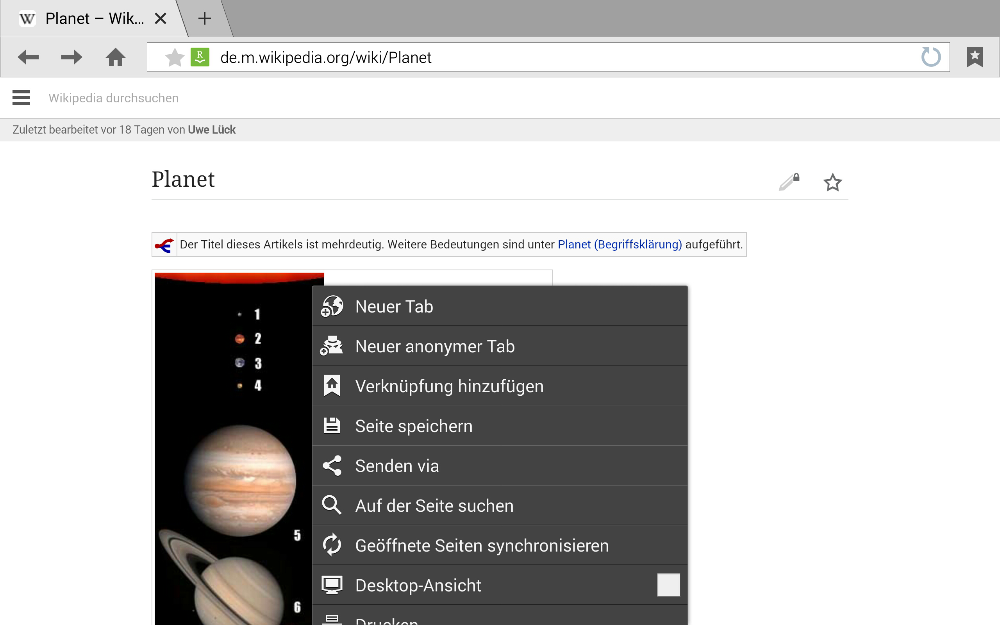 W Planet – Wik...
R de.m.wikipedia.org/wiki/Planet
Wikipedia durchsuchen
Zuletzt bearbeitet vor 18 Tagen von Uwe Lück
Planet
Der Titel dieses Artikels ist mehrdeutig. Weitere Bedeutungen sind unter Planet (Begriffsklärung) aufgeführt.
1
2
3
4
5
6
Neuer Tab
Neuer anonymer Tab
Verknüpfung hinzufügen
Seite speichern
Senden via
Auf der Seite suchen
Geöffnete Seiten synchronisieren
Desktop-Ansicht
Drucken